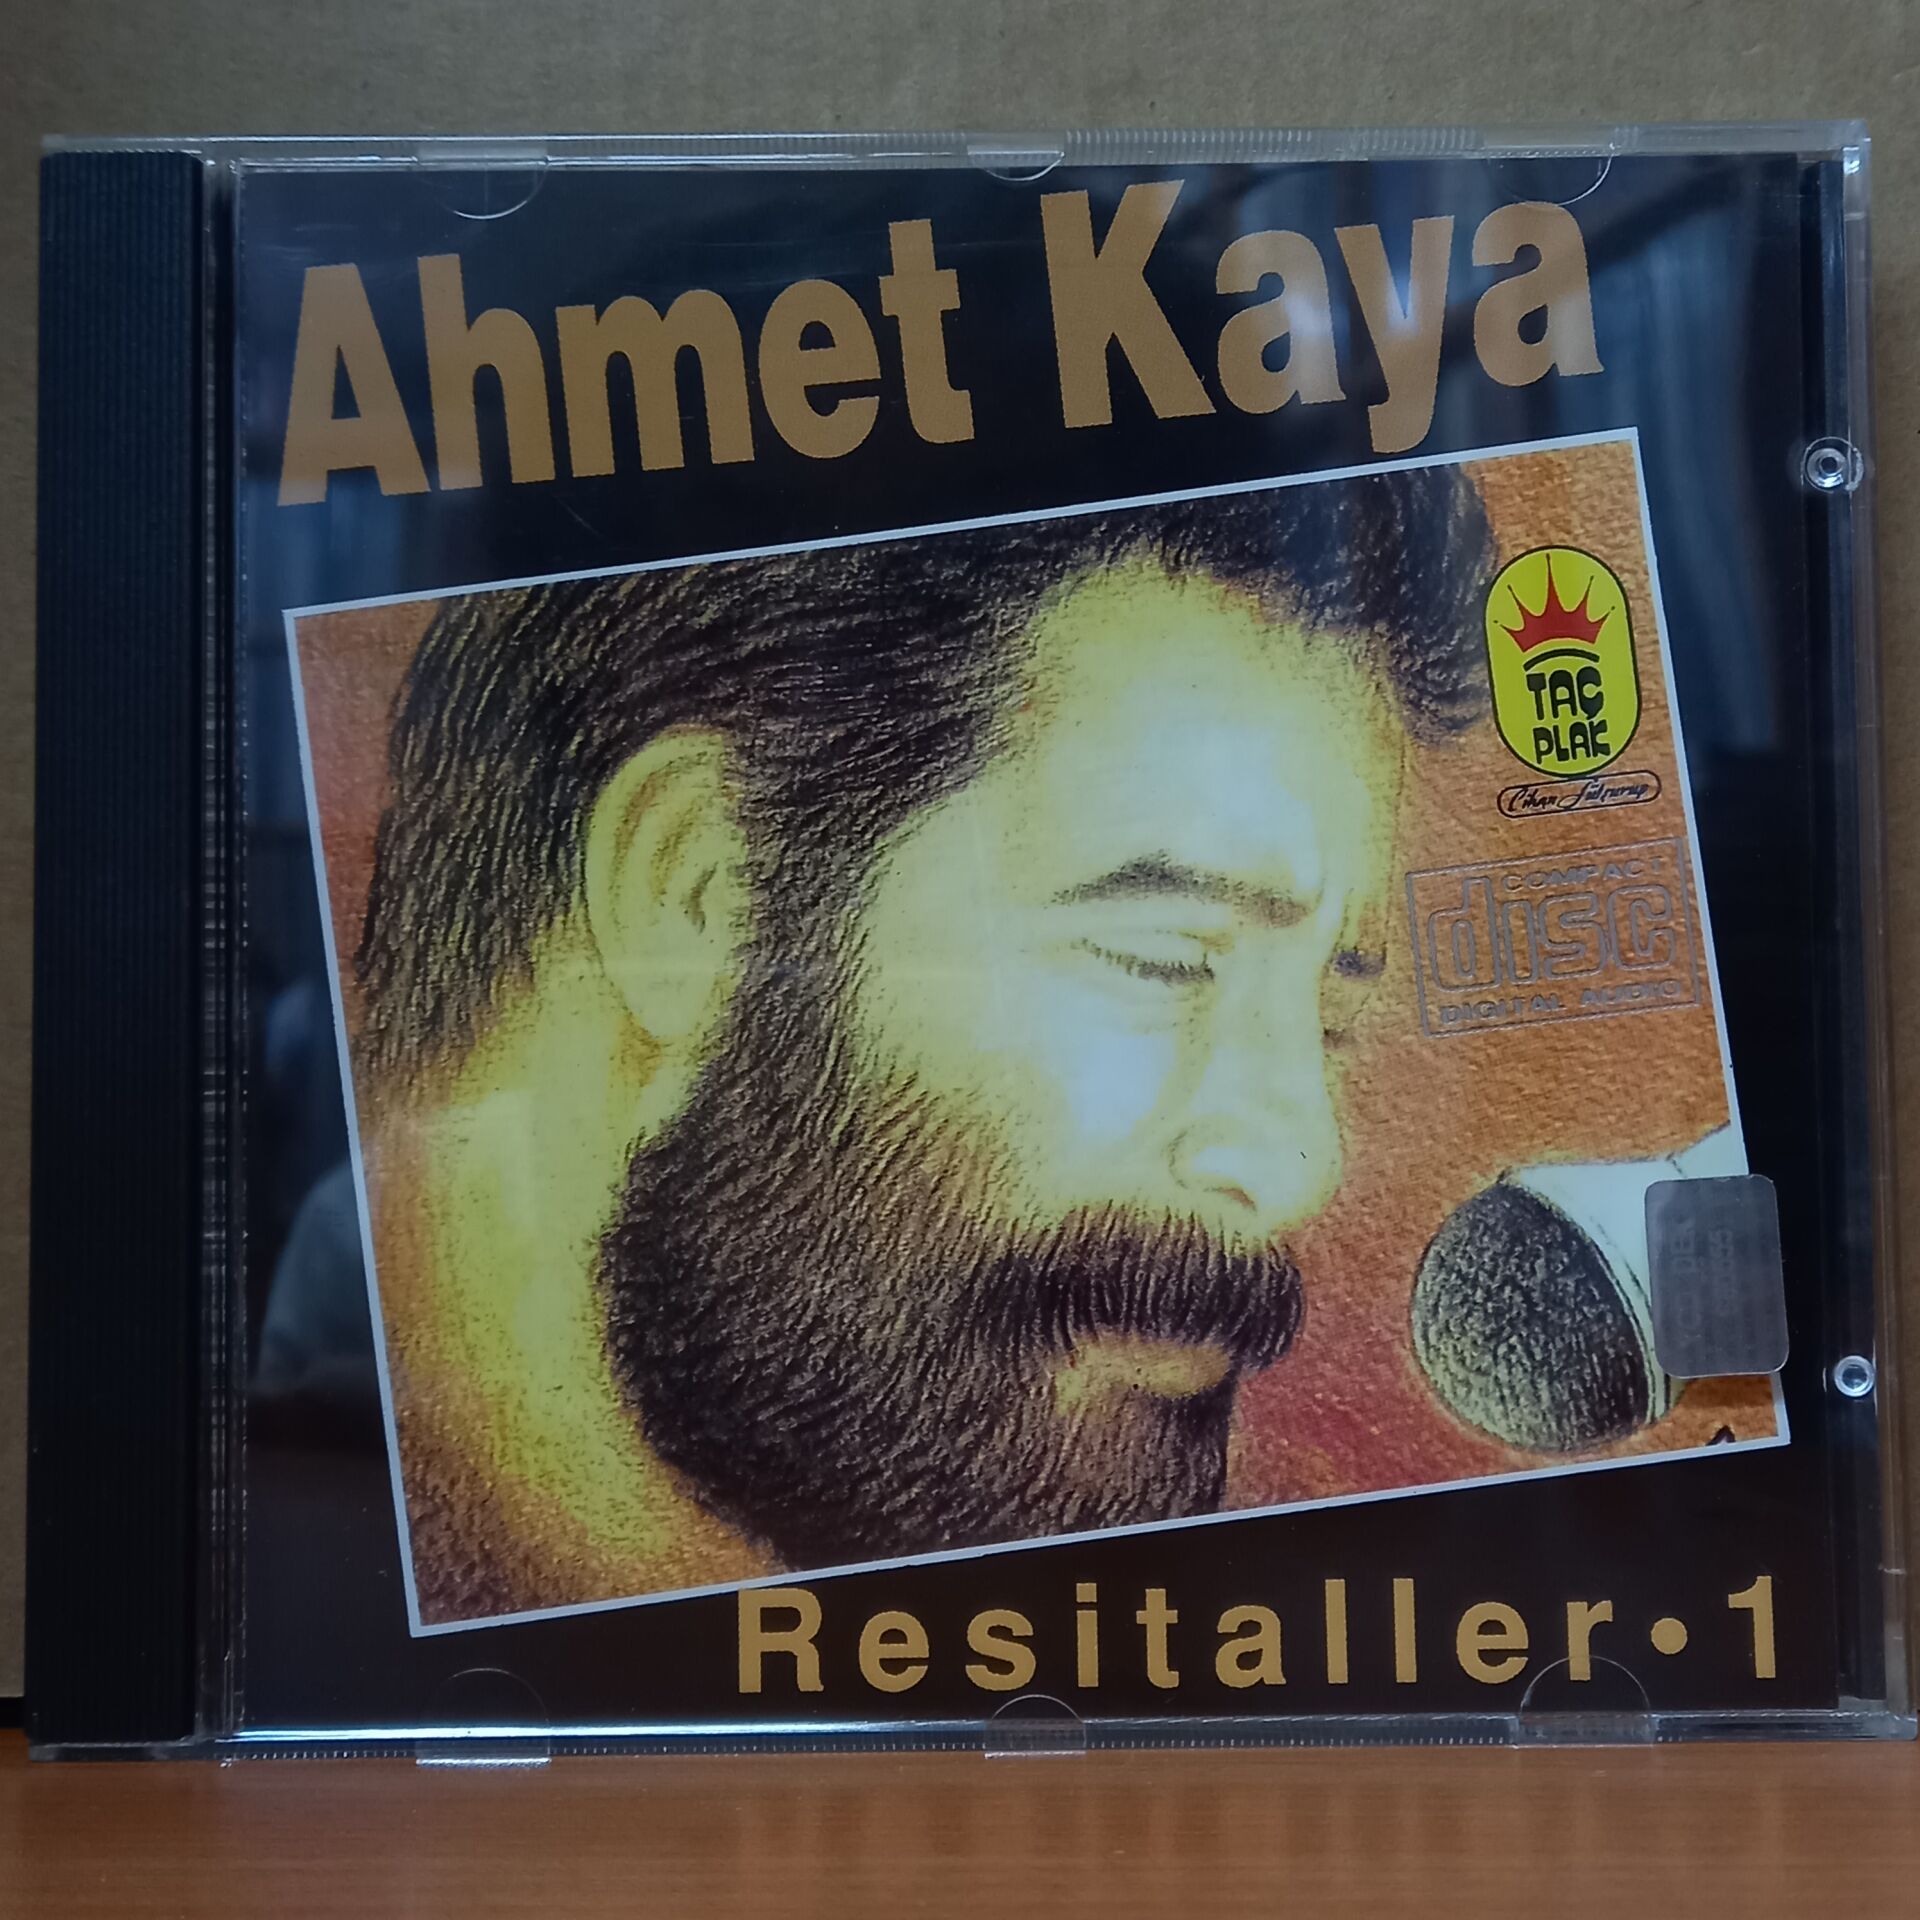 Ahmet Kaya
TAÇ
PLAK
COMPACT
disc
DIGITAL AUDIO
Resitaller•1